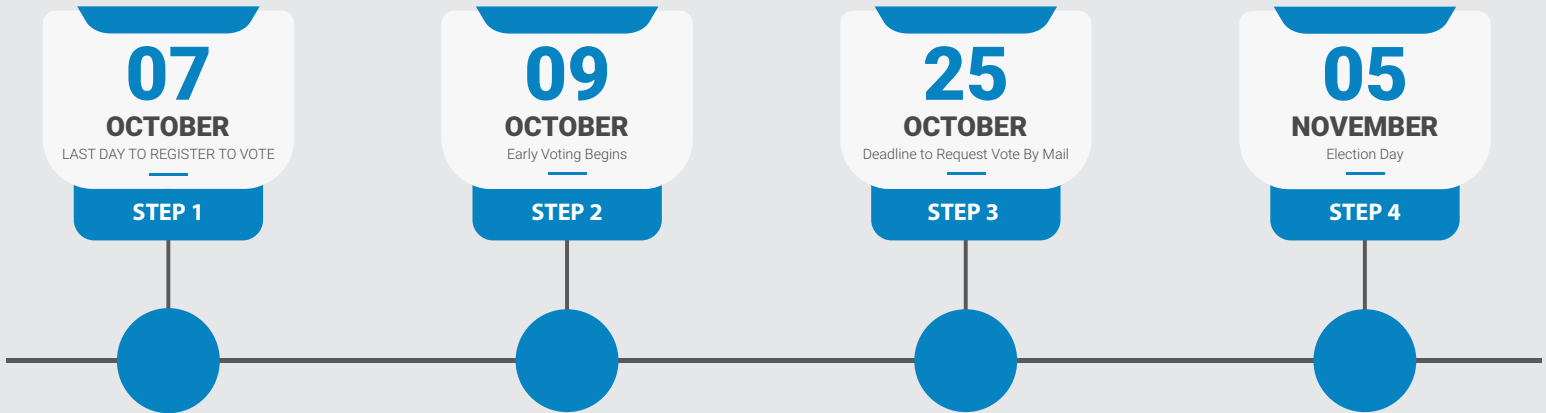 07
OCTOBER
LAST DAY TO REGISTER TO VOTE
STEP 1
09
OCTOBER
Early Voting Begins
STEP 2
25
OCTOBER
Deadline to Request Vote By Mail
STEP 3
05
NOVEMBER
Election Day
STEP 4